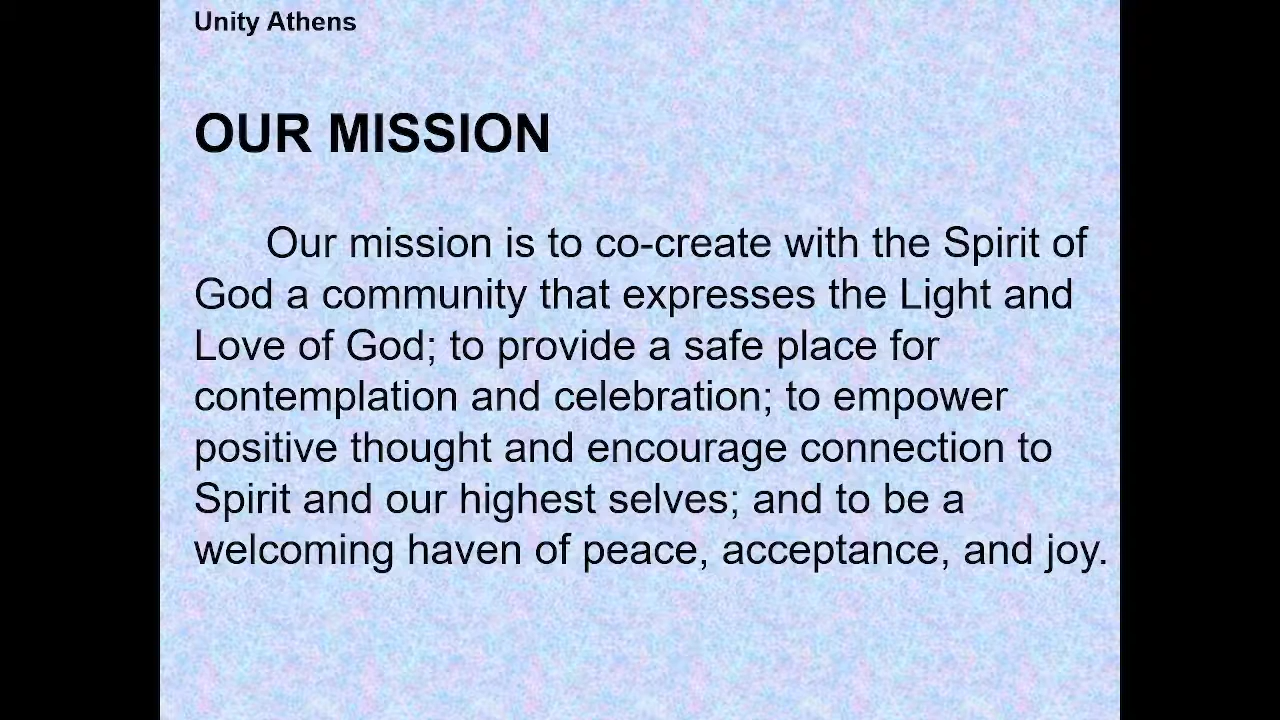 Unity Athens
OUR MISSION
Our mission is to co-create with the Spirit of
God a community that expresses the Light and
Love of God; to provide a safe place for
contemplation and celebration; to empower
positive thought and encourage connection to
Spirit and our highest selves; and to be a
welcoming haven of peace, acceptance, and joy.